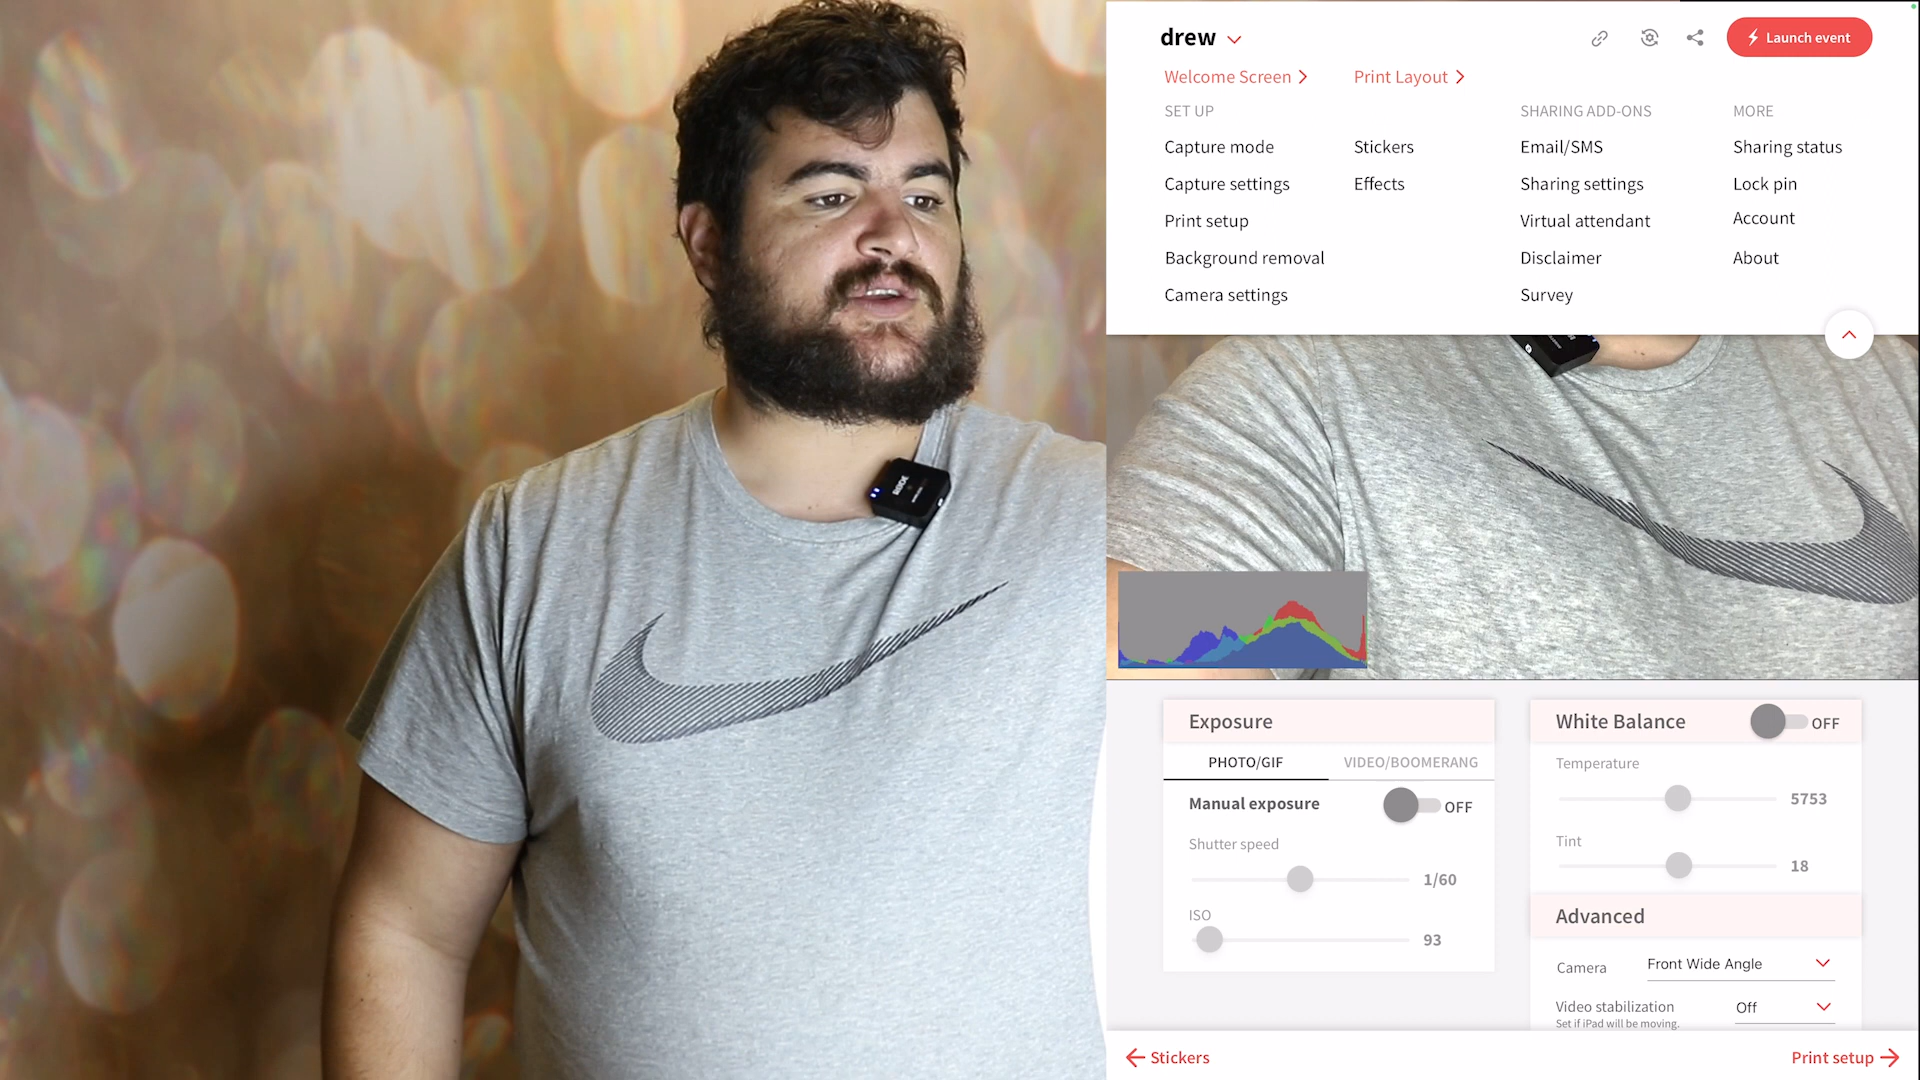 drew
Launch event
Welcome Screen
Print Layout
SET UP
SHARING ADD-ONS
MORE
Capture mode
Stickers
Email/SMS
Sharing status
Capture settings
Effects
Sharing settings
Lock pin
Print setup
Virtual attendant
Account
Background removal
Disclaimer
About
Camera settings
Survey
RODE
Exposure
White Balance
OFF
PHOTO/GIF
VIDEO/BOOMERANG
Temperature
Manual exposure
OFF
5753
Shutter speed
Tint
1/60
18
ISO
Advanced
93
Camera
Front Wide Angle
Video stabilization
Off
Set if iPad will be moving.
Stickers
Print setup